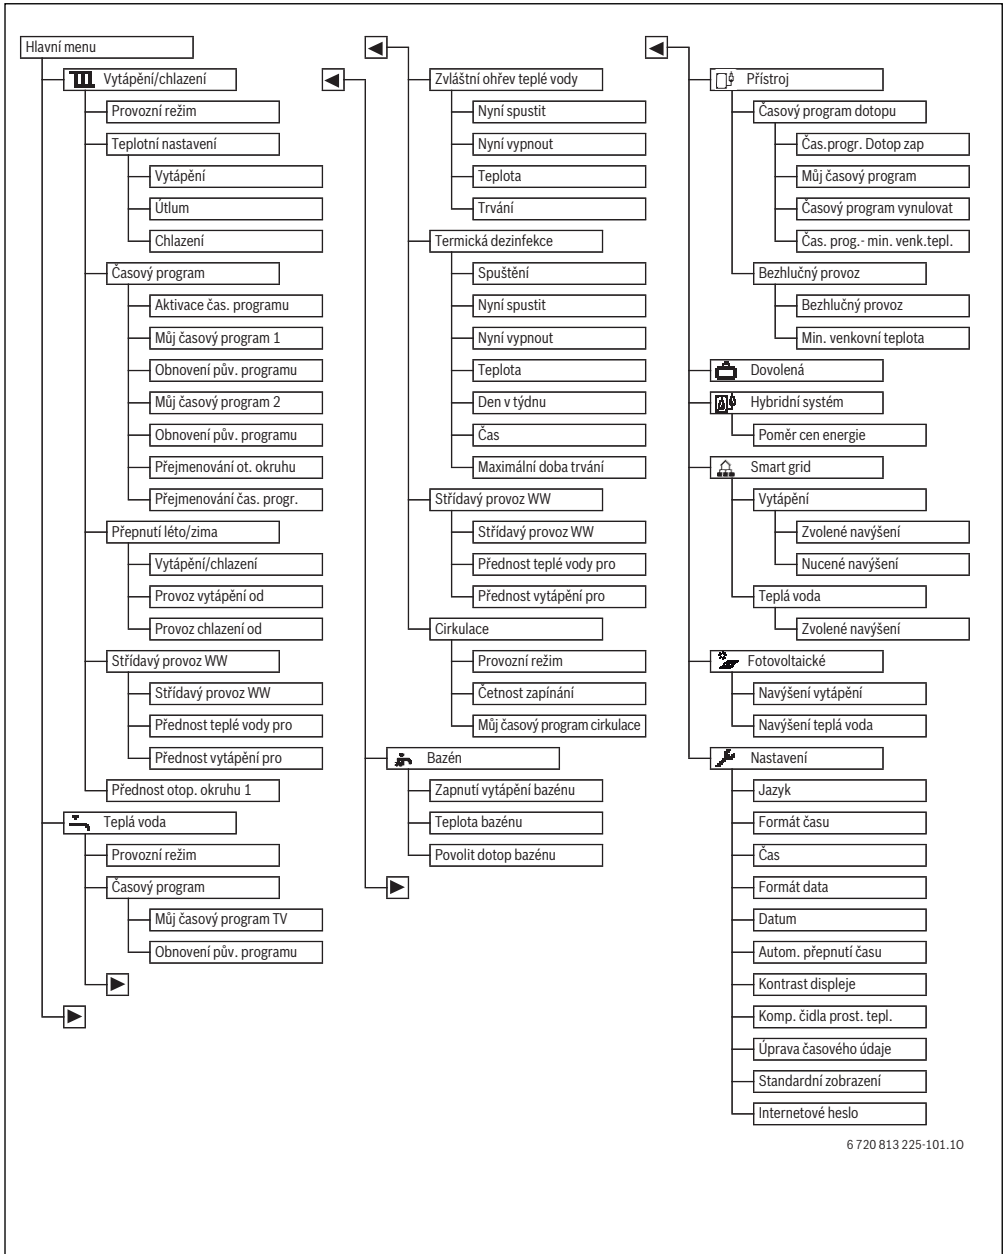 Hlavní menu
Vytápění/chlazení
Provozní režim
Teplotní nastavení
Vytápění
Útlum
Chlazení
Časový program
Aktivace čas. programu
Můj časový program 1
Obnovení pův. programu
Můj časový program 2
Obnovení pův. programu
Přejmenování ot. okruhu
Přejmenování čas. progr.
Přepnutí léto/zima
Vytápění/chlazení
Provoz vytápění od
Provoz chlazení od
Střídavý provoz WW
Střídavý provoz WW
Přednost teplé vody pro
Přednost vytápění pro
Přednost otop. okruhu 1
Teplá voda
Provozní režim
Časový program
Můj časový program TV
Obnovení pův. programu
Zvláštní ohřev teplé vody
Nyní spustit
Nyní vypnout
Teplota
Trvání
Termická dezinfekce
Spuštění
Nyní spustit
Nyní vypnout
Teplota
Den v týdnu
Čas
Maximální doba trvání
Střídavý provoz WW
Střídavý provoz WW
Přednost teplé vody pro
Přednost vytápění pro
Cirkulace
Provozní režim
Četnost zapínání
Můj časový program cirkulace
Bazén
Zapnutí vytápění bazénu
Teplota bazénu
Povolit dotop bazénu
Přístroj
Časový program dotopu
Čas.progr. Dotop zap
Můj časový program
Časový program vynulovat
Čas. prog.- min. venk.tepl.
Bezhlučný provoz
Bezhlučný provoz
Min. venkovní teplota
Dovolená
Hybridní systém
Poměr cen energie
Smart grid
Vytápění
Zvolené navýšení
Nucené navýšení
Teplá voda
Zvolené navýšení
Fotovoltaické
Navýšení vytápění
Navýšení teplá voda
Nastavení
Jazyk
Formát času
Čas
Formát data
Datum
Autom. přepnutí času
Kontrast displeje
Komp. čidla prost. tepl.
Úprava časového údaje
Standardní zobrazení
Internetové heslo
6 720 813 225-101.1O